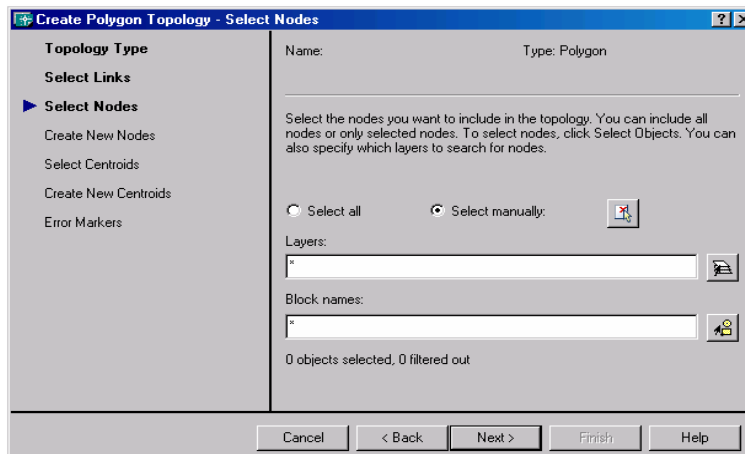 Create Polygon Topology - Select Nodes
Topology Type
Select Links
Select Nodes
Create New Nodes
Select Centroids
Create New Centroids
Error Markers
Name:
Type: Polygon
Select the nodes you want to include in the topology. You can include all
nodes or only selected nodes. To select nodes, click Select Objects. You can
also specify which layers to search for nodes.
Select all
Select manually:
Layers:
*
Block names:
*
0 objects selected, 0 filtered out
Cancel
< Back
Next >
Finish
Help